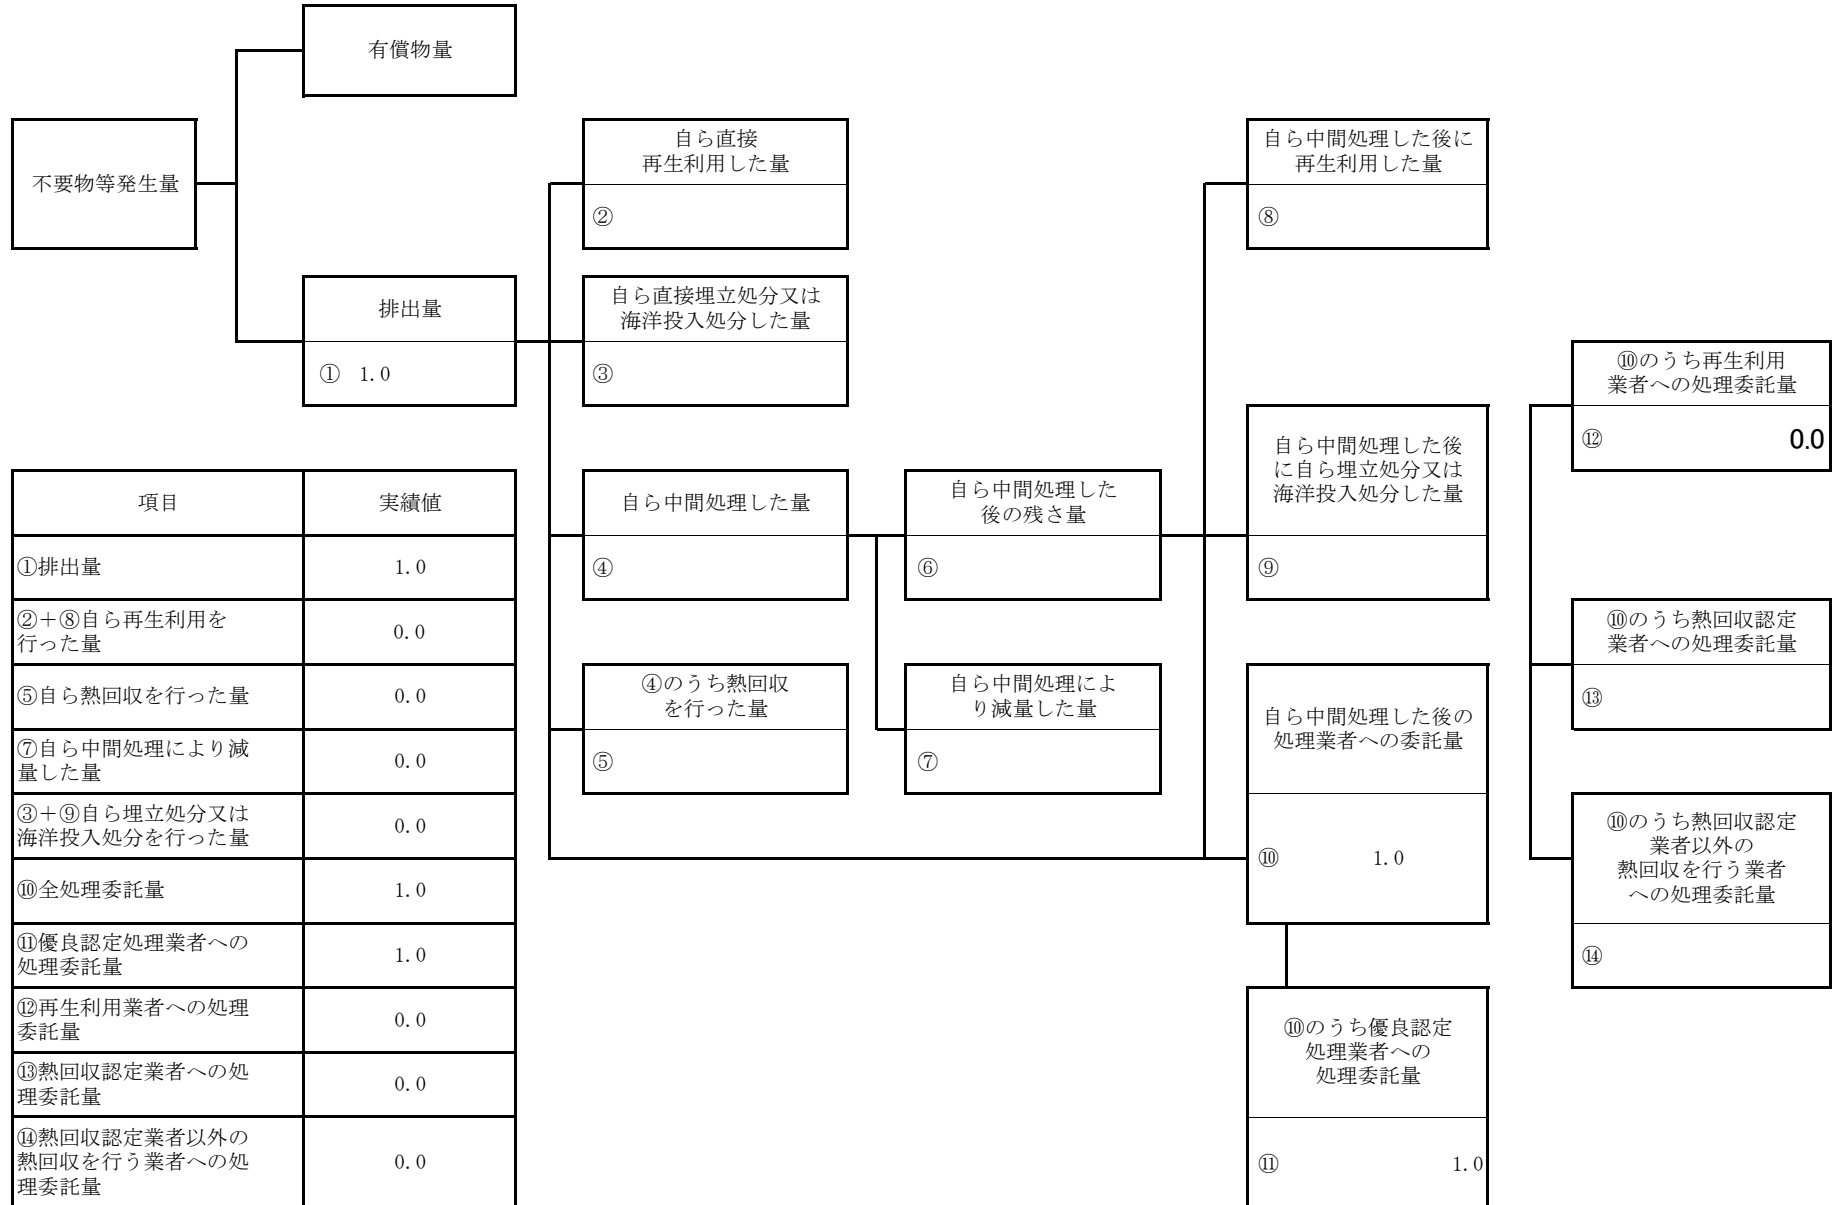 有償物量
不要物等発生量
排出量
① 1.0
自ら直接
再生利用した量
②
自ら直接埋立処分又は
海洋投入処分した量
③
自ら中間処理した量
④
④のうち熱回収
を行った量
⑤
自ら中間処理した
後の残さ量
⑥
自ら中間処理によ
り減量した量
⑦
自ら中間処理した後に
再生利用した量
⑧
自ら中間処理した後
に自ら埋立処分又は
海洋投入処分した量
⑨
自ら中間処理した後の
処理業者への委託量
⑩ 1.0
⑩のうち優良認定
処理業者への
処理委託量
⑪ 1.0
⑩のうち再生利用
業者への処理委託量
⑫ 0.0
⑩のうち熱回収認定
業者への処理委託量
⑬
⑩のうち熱回収認定
業者以外の
熱回収を行う業者
への処理委託量
⑭
項目 実績値
①排出量 1.0
②+⑧自ら再生利用を
行った量 0.0
⑤自ら熱回収を行った量 0.0
⑦自ら中間処理により減
量した量 0.0
③+⑨自ら埋立処分又は
海洋投入処分を行った量 0.0
⑩全処理委託量 1.0
⑪優良認定処理業者への
処理委託量 1.0
⑫再生利用業者への処理
委託量 0.0
⑬熱回収認定業者への処
理委託量 0.0
⑭熱回収認定業者以外の
熱回収を行う業者への処 0.0
理委託量